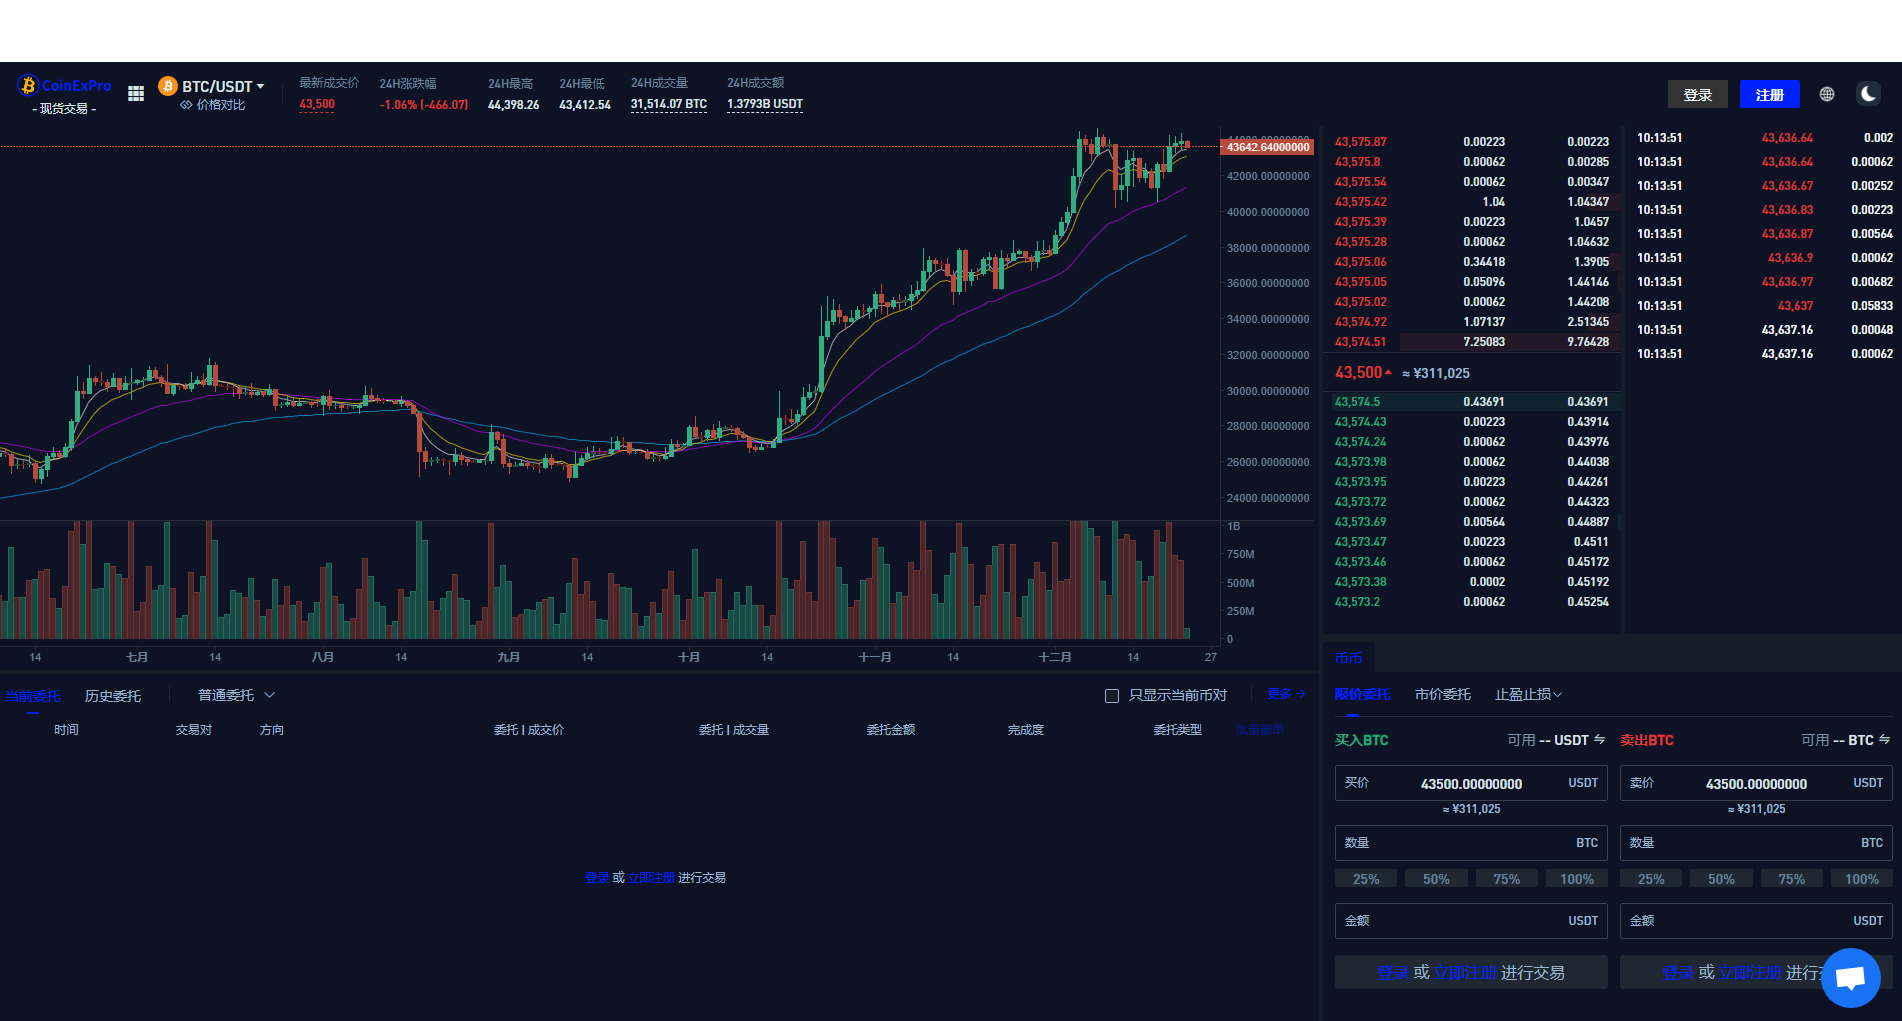 CoinExPro
- 现货交易 -
BTC/USDT
价格对比
最新成交价
43,500
24H涨跌幅
-1.06% (-466.07)
24H最高
44,398.26
24H最低
43,412.54
24H成交量
31,514.07 BTC
24H成交额
1.3793B USDT
登录
注册
43642.64000000
42000.00000000
40000.00000000
38000.00000000
36000.00000000
34000.00000000
32000.00000000
30000.00000000
28000.00000000
26000.00000000
24000.00000000
1B
750M
500M
250M
0
14 七月 14 八月 14 九月 14 十月 14 十一月 14 十二月 14 27
43,575.87 0.00223 0.00223
43,575.8 0.00062 0.00285
43,575.54 0.00062 0.00347
43,575.42 1.04 1.04347
43,575.39 0.00223 1.0457
43,575.28 0.00062 1.04632
43,575.06 0.34418 1.3905
43,575.05 0.05096 1.44146
43,575.02 0.00062 1.44208
43,574.92 1.07137 2.51345
43,574.51 7.25083 9.76428
43,500 ≈ ¥311,025
43,574.5 0.43691 0.43691
43,574.43 0.00223 0.43914
43,574.24 0.00062 0.43976
43,573.98 0.00062 0.44038
43,573.95 0.00223 0.44261
43,573.72 0.00062 0.44323
43,573.69 0.00564 0.44887
43,573.47 0.00223 0.4511
43,573.46 0.00062 0.45172
43,573.38 0.0002 0.45192
43,573.2 0.00062 0.45254
10:13:51 43,636.64 0.002
10:13:51 43,636.64 0.00062
10:13:51 43,636.67 0.00252
10:13:51 43,636.83 0.00223
10:13:51 43,636.87 0.00564
10:13:51 43,636.9 0.00062
10:13:51 43,636.97 0.00682
10:13:51 43,637 0.05833
10:13:51 43,637.16 0.00048
10:13:51 43,637.16 0.00062
当前委托 历史委托 普通委托 只显示当前币对 更多
时间 交易对 方向 委托 | 成交价 委托 | 成交量 委托金额 完成度 委托类型 批量撤单
登录 或 立即注册 进行交易
币币
限价委托 市价委托 止盈止损
买入BTC 可用 -- USDT
买价 43500.00000000 USDT
≈ ¥311,025
数量 BTC
25% 50% 75% 100%
金额 USDT
登录 或 立即注册 进行交易
卖出BTC 可用 -- BTC
卖价 43500.00000000 USDT
≈ ¥311,025
数量 BTC
25% 50% 75% 100%
金额 USDT
登录 或 立即注册 进行